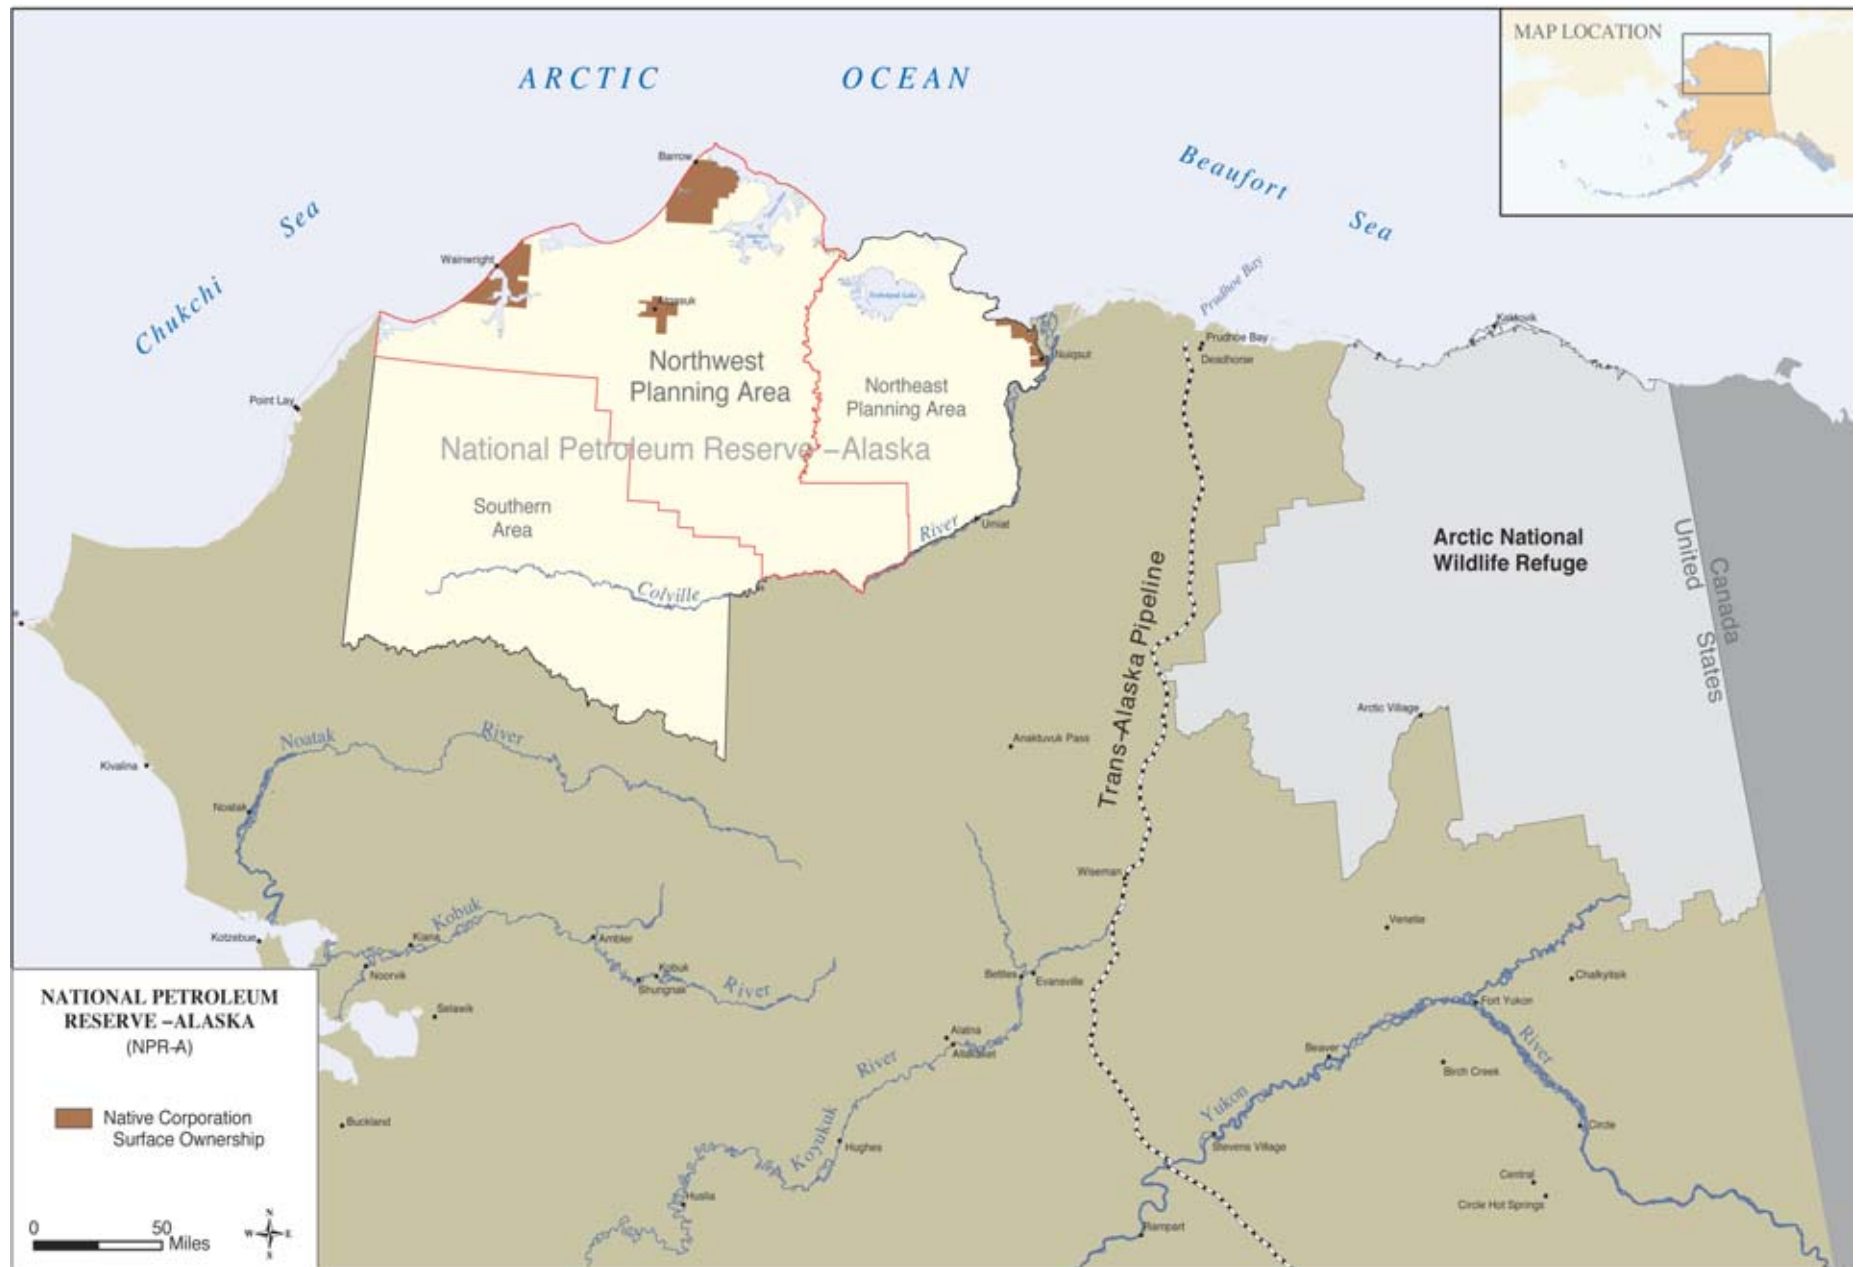 MAP LOCATION
ARCTIC OCEAN
Beaufort
Sea
Chukchi
Sea
Prudhoe Bay
Barrow
Wainwright
Atqasuk
Teshekpuk Lake
Point Lay
Nuiqsut
Prudhoe Bay
Deadhorse
Kaktovik
Northwest
Planning Area
Northeast
Planning Area
National Petroleum Reserve –Alaska
Southern
Area
Colville
River
Umiat
Trans–Alaska Pipeline
Arctic National
Wildlife Refuge
United States
Canada
Arctic Village
Anaktuvuk Pass
Noatak
River
Kivalina
Noatak
Wiseman
Venetie
Kotzebue
Kiana
Kobuk
Ambler
Noorvik
Kobuk
Shungnak
River
Selawik
Bettles
Evansville
Chalkyitsik
Fort Yukon
Alatna
Allakaket
River
Koyukuk
Beaver
Birch Creek
River
Yukon
Stevens Village
Circle
Buckland
Hughes
Huslia
Central
Circle Hot Springs
Rampart
NATIONAL PETROLEUM
RESERVE –ALASKA
(NPR-A)
Native Corporation
Surface Ownership
0 50
Miles
N
W E
S